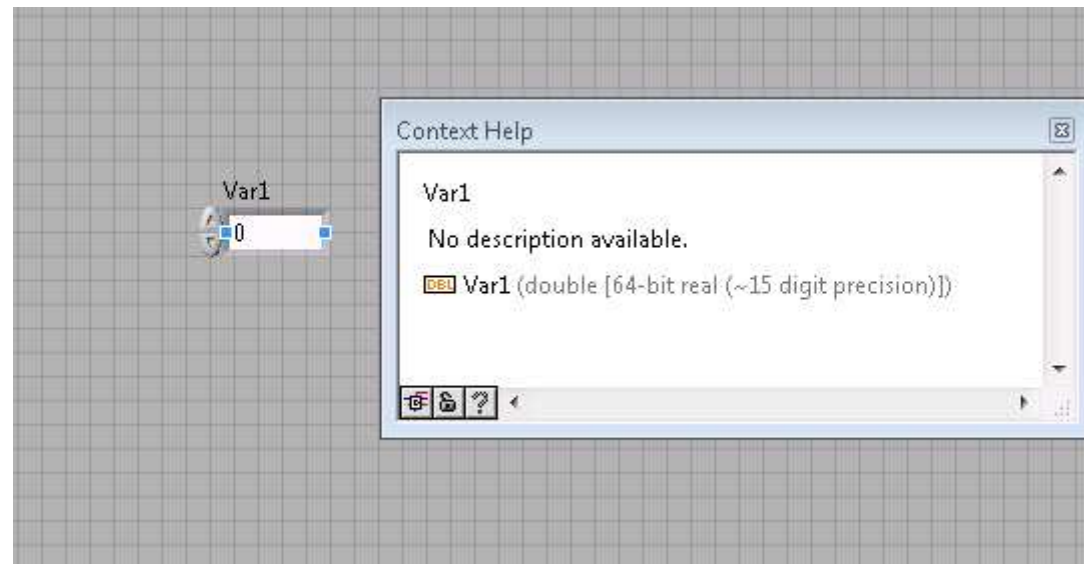 Context Help
Var1
0
Var1
No description available.
DBL Var1 (double [64-bit real (~15 digit precision)])
?